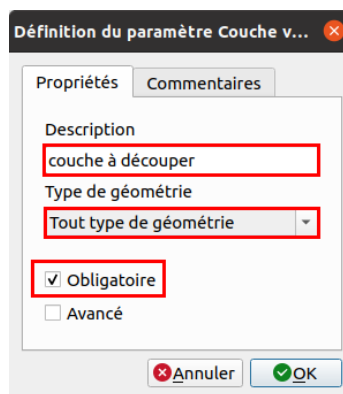 Définition du paramètre Couche v...
Propriétés Commentaires
Description
couche à découper
Type de géométrie
Tout type de géométrie
Obligatoire
Avancé
Annuler OK